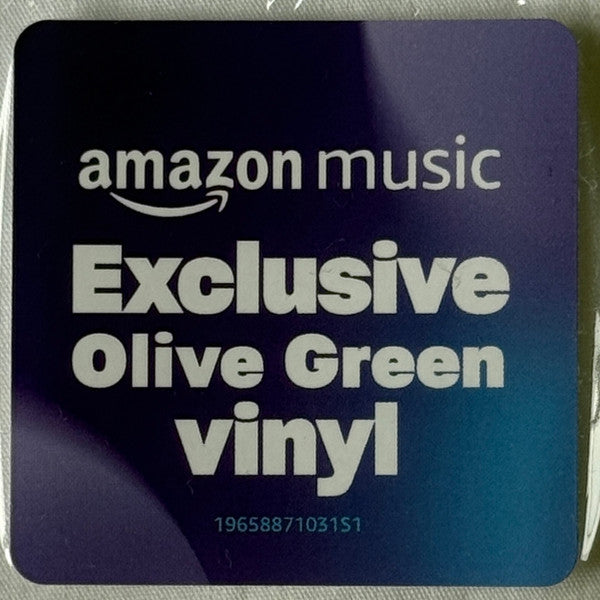 amazon music
Exclusive
Olive Green
vinyl
19658871031S1